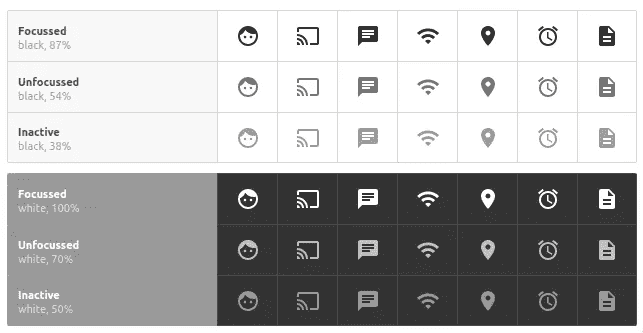 Focussed
black, 87%
Unfocussed
black, 54%
Inactive
black, 38%
Focussed
white, 100%
Unfocussed
white, 70%
Inactive
white, 50%